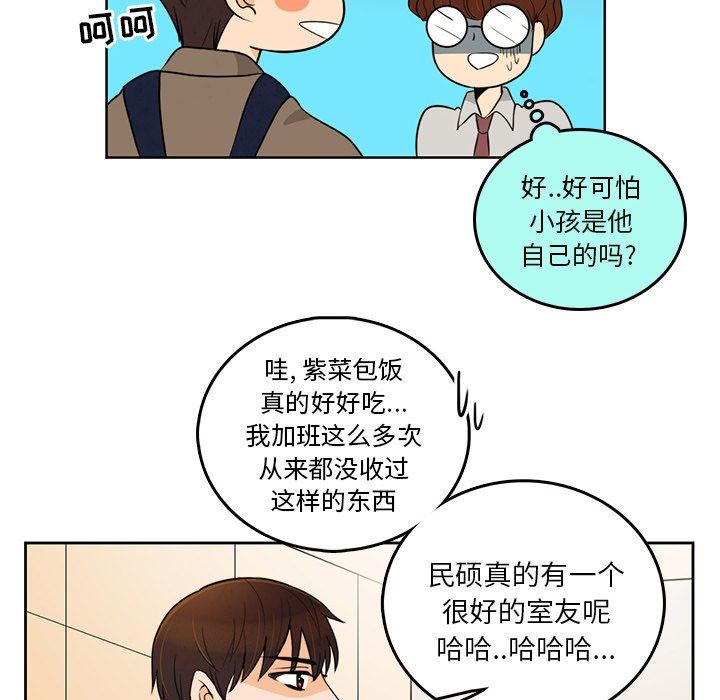 呵呵
好..好可怕
小孩是他
自己的吗?
哇, 紫菜包饭
真的好好吃...
我加班这么多次
从来都没收过
这样的东西
民硕真的有一个
很好的室友呢
哈哈..哈哈哈...